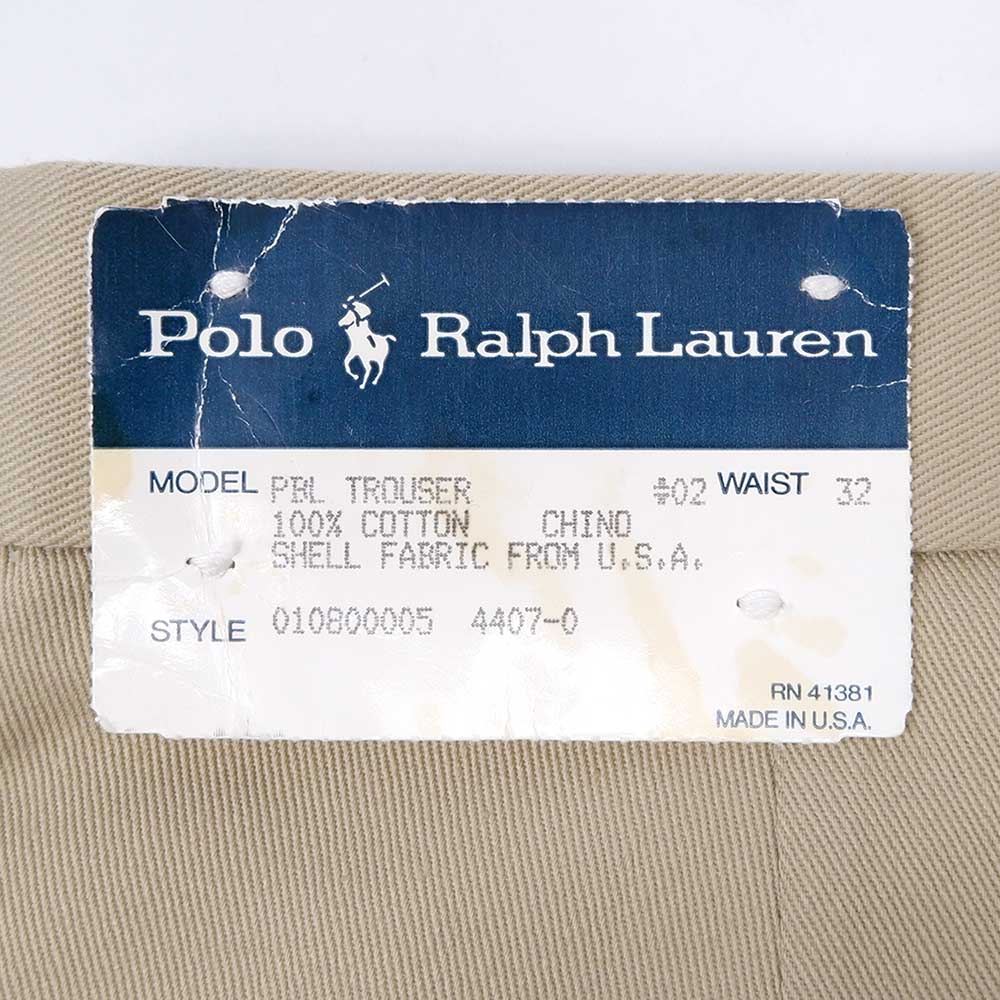 Polo Ralph Lauren
MODEL PBL TROUSER #02 WAIST 32
100% COTTON CHINO
SHELL FABRIC FROM U.S.A.
STYLE 010800005 4407-0
RN 41381
MADE IN U.S.A.